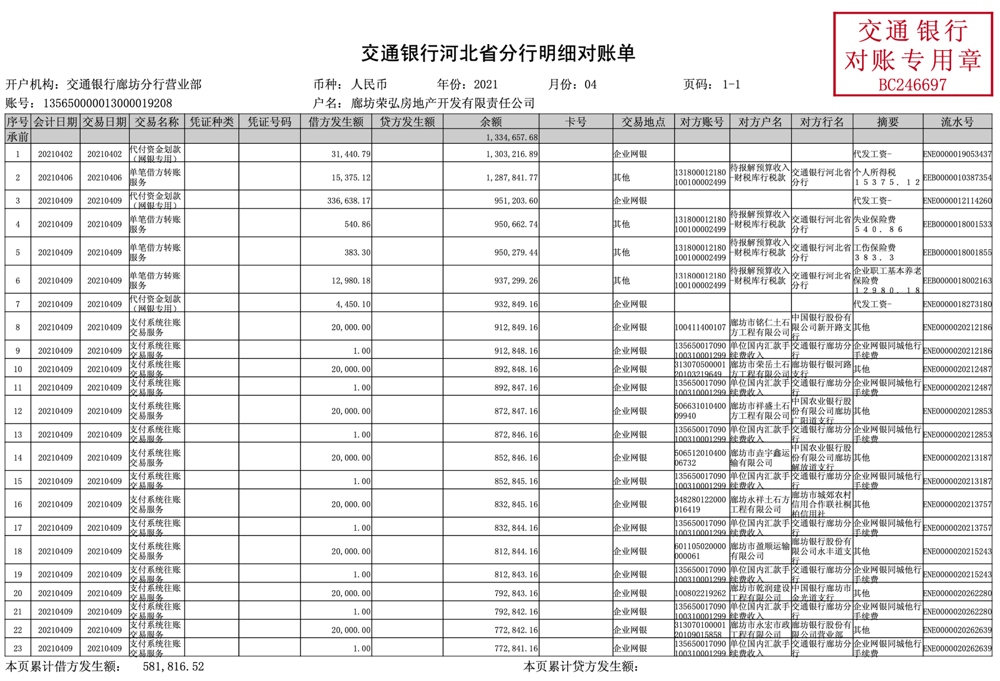 交通银行
对账专用章
BC246697
交通银行河北省分行明细对账单
开户机构：交通银行廊坊分行营业部 币种：人民币 年份：2021 月份：04 页码：1-1
账号：135650000013000019208 户名：廊坊荣弘房地产开发有限责任公司
序号 会计日期 交易日期 交易名称 凭证种类 凭证号码 借方发生额 贷方发生额 余额 卡号 交易地点 对方账号 对方户名 对方行名 摘要 流水号
承前 1,334,657.68
1 20210402 20210402 代付资金划款（网银专用） 31,440.79 1,303,216.89 企业网银 代发工资- ENE0000019053437
2 20210406 20210406 单笔借方转账服务 15,375.12 1,287,841.77 其他 131800012180100100002499 待报解预算收入-财税库行税款 交通银行河北省分行 个人所得税 15375.12 EEB0000010387354
3 20210409 20210409 代付资金划款（网银专用） 336,638.17 951,203.60 企业网银 代发工资- ENE0000012114260
4 20210409 20210409 单笔借方转账服务 540.86 950,662.74 其他 131800012180100100002499 待报解预算收入-财税库行税款 交通银行河北省分行 失业保险费 540.86 EEB0000018001533
5 20210409 20210409 单笔借方转账服务 383.30 950,279.44 其他 131800012180100100002499 待报解预算收入-财税库行税款 交通银行河北省分行 工伤保险费 383.3 EEB0000018001855
6 20210409 20210409 单笔借方转账服务 12,980.18 937,299.26 其他 131800012180100100002499 待报解预算收入-财税库行税款 交通银行河北省分行 企业职工基本养老保险费 12980.18 EEB0000018002163
7 20210409 20210409 代付资金划款（网银专用） 4,450.10 932,849.16 企业网银 代发工资- ENE0000018273180
8 20210409 20210409 支付系统往账交易服务 20,000.00 912,849.16 企业网银 100411400107 廊坊市铭仁土石方工程有限公司 中国银行股份有限公司新开路支行 其他 ENE0000020212186
9 20210409 20210409 支付系统往账交易服务 1.00 912,848.16 企业网银 135650017090100310001299 单位国内汇款手续费收入 交通银行廊坊分行 企业网银同城他行手续费 ENE0000020212186
10 20210409 20210409 支付系统往账交易服务 20,000.00 892,848.16 企业网银 31307050000120103219649 廊坊市荣岳土石方工程有限公司 廊坊银行银河路支行 其他 ENE0000020212487
11 20210409 20210409 支付系统往账交易服务 1.00 892,847.16 企业网银 135650017090100310001299 单位国内汇款手续费收入 交通银行廊坊分行 企业网银同城他行手续费 ENE0000020212487
12 20210409 20210409 支付系统往账交易服务 20,000.00 872,847.16 企业网银 50663101040009940 廊坊市祥盛土石方工程有限公司 中国农业银行股份有限公司廊坊广阳道支行 其他 ENE0000020212853
13 20210409 20210409 支付系统往账交易服务 1.00 872,846.16 企业网银 135650017090100310001299 单位国内汇款手续费收入 交通银行廊坊分行 企业网银同城他行手续费 ENE0000020212853
14 20210409 20210409 支付系统往账交易服务 20,000.00 852,846.16 企业网银 50651201040006732 廊坊市垚宇鑫运输有限公司 中国农业银行股份有限公司廊坊解放道支行 其他 ENE0000020213187
15 20210409 20210409 支付系统往账交易服务 1.00 852,845.16 企业网银 135650017090100310001299 单位国内汇款手续费收入 交通银行廊坊分行 企业网银同城他行手续费 ENE0000020213187
16 20210409 20210409 支付系统往账交易服务 20,000.00 832,845.16 企业网银 348280122000016419 廊坊永祥土石方工程有限公司 廊坊市城郊农村信用合作联社桐柏信用社 其他 ENE0000020213757
17 20210409 20210409 支付系统往账交易服务 1.00 832,844.16 企业网银 135650017090100310001299 单位国内汇款手续费收入 交通银行廊坊分行 企业网银同城他行手续费 ENE0000020213757
18 20210409 20210409 支付系统往账交易服务 20,000.00 812,844.16 企业网银 601105020000000061 廊坊市盈顺运输有限公司 廊坊银行股份有限公司永丰道支行 其他 ENE0000020215243
19 20210409 20210409 支付系统往账交易服务 1.00 812,843.16 企业网银 135650017090100310001299 单位国内汇款手续费收入 交通银行廊坊分行 企业网银同城他行手续费 ENE0000020215243
20 20210409 20210409 支付系统往账交易服务 20,000.00 792,843.16 企业网银 100802219262 廊坊市乾润建设工程有限公司 中国银行廊坊市金光道支行 其他 ENE0000020262280
21 20210409 20210409 支付系统往账交易服务 1.00 792,842.16 企业网银 135650017090100310001299 单位国内汇款手续费收入 交通银行廊坊分行 企业网银同城他行手续费 ENE0000020262280
22 20210409 20210409 支付系统往账交易服务 20,000.00 772,842.16 企业网银 31307010000120109015858 廊坊市永宏市政工程有限公司 廊坊银行股份有限公司营业部 其他 ENE0000020262639
23 20210409 20210409 支付系统往账交易服务 1.00 772,841.16 企业网银 135650017090100310001299 单位国内汇款手续费收入 交通银行廊坊分行 企业网银同城他行手续费 ENE0000020262639
本页累计借方发生额： 581,816.52 本页累计贷方发生额：